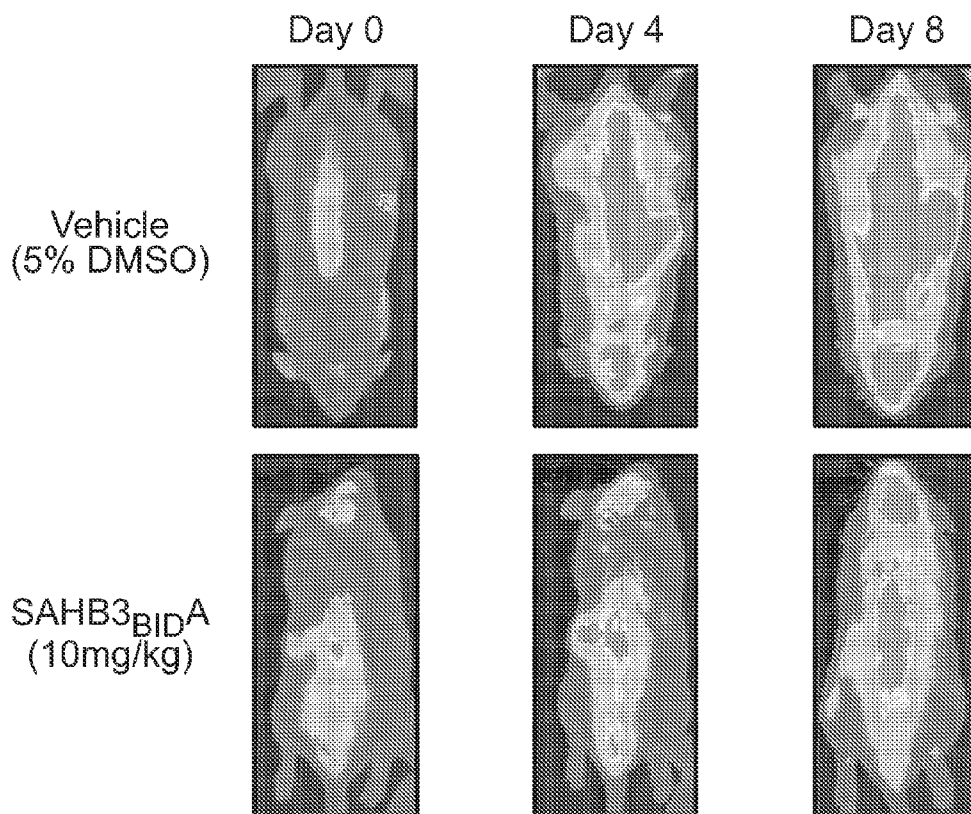 Day 0 Day 4 Day 8
Vehicle
(5% DMSO)
SAHB3BIDA
(10mg/kg)